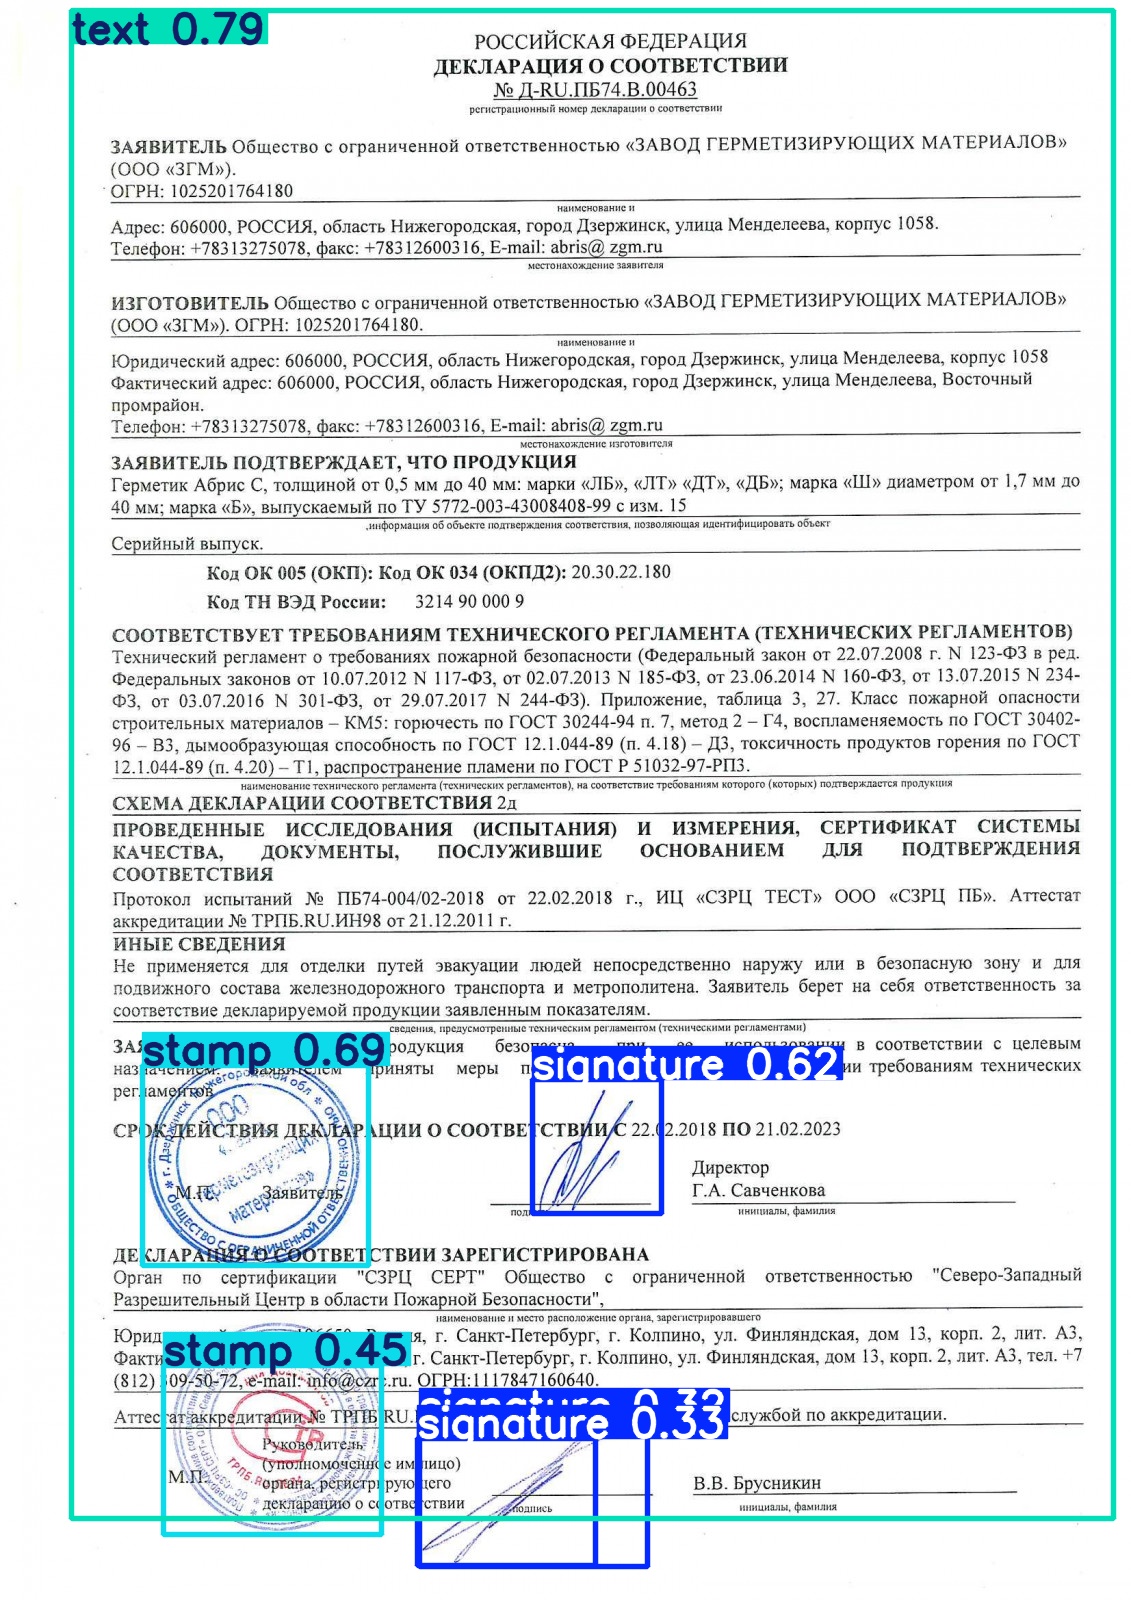 text 0.79
РОССИЙСКАЯ ФЕДЕРАЦИЯ
ДЕКЛАРАЦИЯ О СООТВЕТСТВИИ
№ Д-RU.ПБ74.В.00463
регистрационный номер декларации о соответствии
ЗАЯВИТЕЛЬ Общество с ограниченной ответственностью «ЗАВОД ГЕРМЕТИЗИРУЮЩИХ МАТЕРИАЛОВ»
(ООО «ЗГМ»).
ОГРН: 1025201764180
наименование и
Адрес: 606000, РОССИЯ, область Нижегородская, город Дзержинск, улица Менделеева, корпус 1058.
Телефон: +78313275078, факс: +78312600316, E-mail: abris@ zgm.ru
местонахождение заявителя
ИЗГОТОВИТЕЛЬ Общество с ограниченной ответственностью «ЗАВОД ГЕРМЕТИЗИРУЮЩИХ МАТЕРИАЛОВ»
(ООО «ЗГМ»). ОГРН: 1025201764180.
наименование и
Юридический адрес: 606000, РОССИЯ, область Нижегородская, город Дзержинск, улица Менделеева, корпус 1058
Фактический адрес: 606000, РОССИЯ, область Нижегородская, город Дзержинск, улица Менделеева, Восточный
промрайон.
Телефон: +78313275078, факс: +78312600316, E-mail: abris@ zgm.ru
местонахождение изготовителя
ЗАЯВИТЕЛЬ ПОДТВЕРЖДАЕТ, ЧТО ПРОДУКЦИЯ
Герметик Абрис С, толщиной от 0,5 мм до 40 мм: марки «ЛБ», «ЛТ» «ДТ», «ДБ»; марка «Ш» диаметром от 1,7 мм до
40 мм; марка «Б», выпускаемый по ТУ 5772-003-43008408-99 с изм. 15
,информация об объекте подтверждения соответствия, позволяющая идентифицировать объект
Серийный выпуск.
Код ОК 005 (ОКП): Код ОК 034 (ОКПД2): 20.30.22.180
Код ТН ВЭД России: 3214 90 000 9
СООТВЕТСТВУЕТ ТРЕБОВАНИЯМ ТЕХНИЧЕСКОГО РЕГЛАМЕНТА (ТЕХНИЧЕСКИХ РЕГЛАМЕНТОВ)
Технический регламент о требованиях пожарной безопасности (Федеральный закон от 22.07.2008 г. N 123-ФЗ в ред.
Федеральных законов от 10.07.2012 N 117-ФЗ, от 02.07.2013 N 185-ФЗ, от 23.06.2014 N 160-ФЗ, от 13.07.2015 N 234-
ФЗ, от 03.07.2016 N 301-ФЗ, от 29.07.2017 N 244-ФЗ). Приложение, таблица 3, 27. Класс пожарной опасности
строительных материалов – КМ5: горючесть по ГОСТ 30244-94 п. 7, метод 2 – Г4, воспламеняемость по ГОСТ 30402-
96 – В3, дымообразующая способность по ГОСТ 12.1.044-89 (п. 4.18) – Д3, токсичность продуктов горения по ГОСТ
12.1.044-89 (п. 4.20) – Т1, распространение пламени по ГОСТ Р 51032-97-РП3.
наименование технического регламента (технических регламентов), на соответствие требованиям которого (которых) подтверждается продукция
СХЕМА ДЕКЛАРАЦИИ СООТВЕТСТВИЯ 2д
ПРОВЕДЕННЫЕ ИССЛЕДОВАНИЯ (ИСПЫТАНИЯ) И ИЗМЕРЕНИЯ, СЕРТИФИКАТ СИСТЕМЫ
КАЧЕСТВА, ДОКУМЕНТЫ, ПОСЛУЖИВШИЕ ОСНОВАНИЕМ ДЛЯ ПОДТВЕРЖДЕНИЯ
СООТВЕТСТВИЯ
Протокол испытаний № ПБ74-004/02-2018 от 22.02.2018 г., ИЦ «СЗРЦ ТЕСТ» ООО «СЗРЦ ПБ». Аттестат
аккредитации № ТРПБ.RU.ИН98 от 21.12.2011 г.
ИНЫЕ СВЕДЕНИЯ
Не применяется для отделки путей эвакуации людей непосредственно наружу или в безопасную зону и для
подвижного состава железнодорожного транспорта и метрополитена. Заявитель берет на себя ответственность за
соответствие декларируемой продукции заявленным показателям.
сведения, предусмотренные техническим регламентом (техническими регламентами)
stamp 0.69 signature 0.62
безопасна при ее использовании в соответствии с целевым
назначением. Заявителем приняты меры требованиям технических
регламентов
СРОК ДЕЙСТВИЯ ДЕКЛАРАЦИИ О СООТВЕТСТВИИ С 22.02.2018 ПО 21.02.2023
г. Дзержинск Нижегородской обл
ОБЩЕСТВО С ОГРАНИЧЕННОЙ ОТВЕТСТВЕННОСТЬЮ
ООО
герметизирующих
материалов»
Директор
М.П. Заявитель Г.А. Савченкова
инициалы, фамилия
ДЕКЛАРАЦИЯ О СООТВЕТСТВИИ ЗАРЕГИСТРИРОВАНА
Орган по сертификации "СЗРЦ СЕРТ" Общество с ограниченной ответственностью "Северо-Западный
Разрешительный Центр в области Пожарной Безопасности",
наименование и место расположение органа, зарегистрировавшего
г. Санкт-Петербург, г. Колпино, ул. Финляндская, дом 13, корп. 2, лит. А3,
stamp 0.45
г. Санкт-Петербург, г. Колпино, ул. Финляндская, дом 13, корп. 2, лит. А3, тел. +7
(812) 309-50-72, e-mail: info@czrc.ru. ОГРН:1117847160640.
signature 0.33
Аттестат аккредитации № ТРПБ.RU. службой по аккредитации.
Руководитель
(уполномоченное им лицо)
М.П. органа, регистрирующего В.В. Брусникин
декларацию о соответствии
подпись инициалы, фамилия